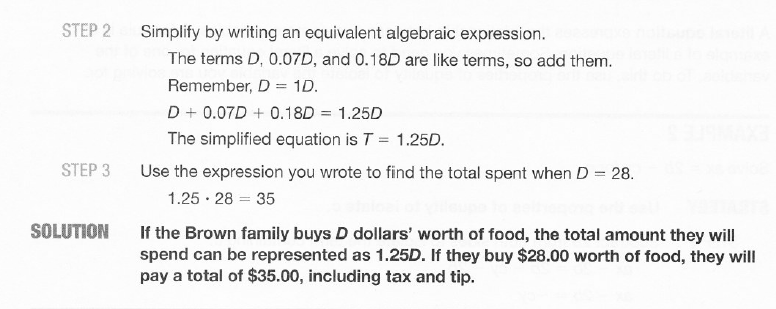 STEP 2 Simplify by writing an equivalent algebraic expression.
The terms D, 0.07D, and 0.18D are like terms, so add them.
Remember, D = 1D.
D + 0.07D + 0.18D = 1.25D
The simplified equation is T = 1.25D.
STEP 3 Use the expression you wrote to find the total spent when D = 28.
1.25 · 28 = 35
SOLUTION If the Brown family buys D dollars' worth of food, the total amount they will
spend can be represented as 1.25D. If they buy $28.00 worth of food, they will
pay a total of $35.00, including tax and tip.